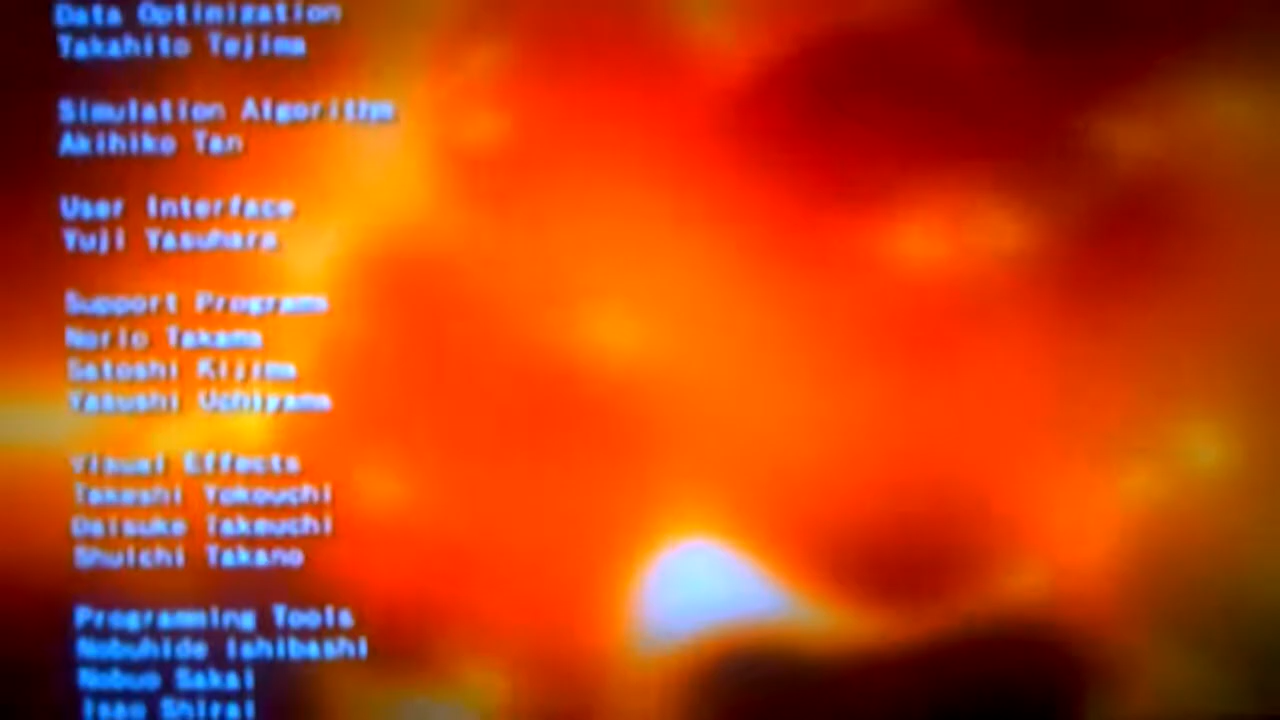 Data Optimization
Takahito Tejima
Simulation Algorithm
Akihiko Tan
User Interface
Yuji Yasuhara
Support Programs
Norio Takama
Satoshi Kijima
Yasushi Uchiyama
Visual Effects
Takeshi Yokouchi
Daisuke Takeuchi
Shuichi Takano
Programming Tools
Nobuhide Ishibashi
Nobuo Sakai
Isao Shirai